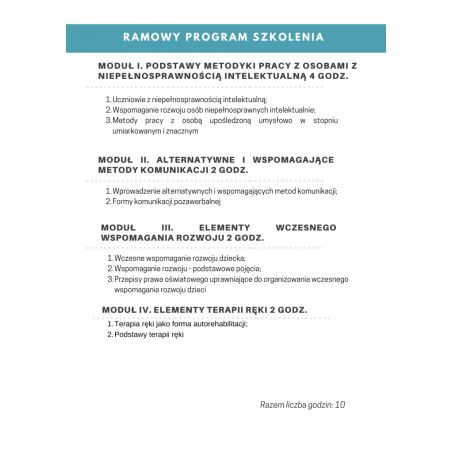 RAMOWY PROGRAM SZKOLENIA
MODUŁ I. PODSTAWY METODYKI PRACY Z OSOBAMI Z
NIEPEŁNOSPRAWNOŚCIĄ INTELEKTUALNĄ 4 GODZ.
1. Uczniowie z niepełnosprawnością intelektualną;
2. Wspomaganie rozwoju osób niepełnosprawnych intelektualnie;
3. Metody pracy z osobą upośledzoną umysłowo w stopniu
umiarkowanym i znacznym
MODUŁ II. ALTERNATYWNE I WSPOMAGAJĄCE
METODY KOMUNIKACJI 2 GODZ.
1. Wprowadzenie alternatywnych i wspomagających metod komunikacji;
2. Formy komunikacji pozawerbalnej
MODUŁ III. ELEMENTY WCZESNEGO
WSPOMAGANIA ROZWOJU 2 GODZ.
1. Wczesne wspomaganie rozwoju dziecka;
2. Wspomaganie rozwoju - podstawowe pojęcia;
3. Przepisy prawa oświatowego uprawniające do organizowania wczesnego
wspomagania rozwoju dzieci
MODUŁ IV. ELEMENTY TERAPII RĘKI 2 GODZ.
1. Terapia ręki jako forma autorehabilitacji;
2. Podstawy terapii ręki
Razem liczba godzin: 10